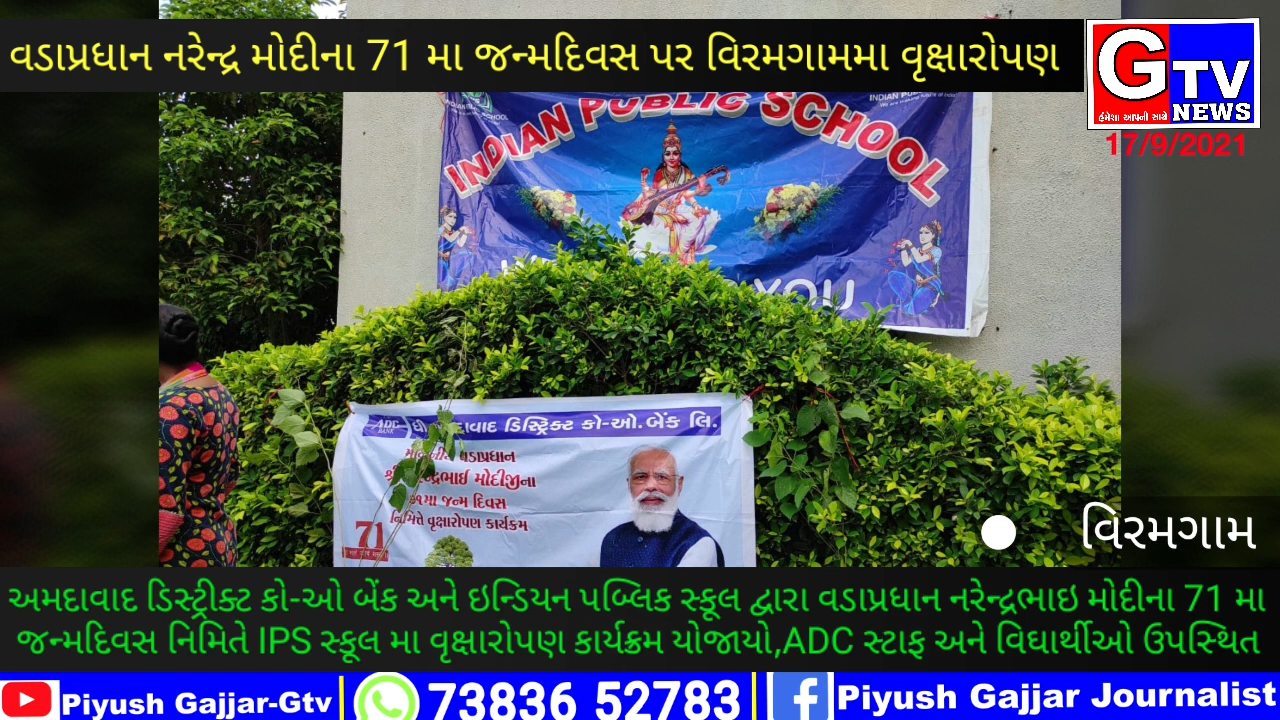 વડાપ્રધાન નરેન્દ્ર મોદીના 71 મા જન્મદિવસ પર વિરમગામમા વૃક્ષારોપણ
GTV NEWS
હંમેશા આપની સાથે
17/9/2021
INDIAN PUBLIC SCHOOL
YOU
ADC BANK
ડિસ્ટ્રિક્ટ કો-ઓ.બેંક લિ.
વડાપ્રધાન
મોદીજીના
જન્મ દિવસ
વૃક્ષારોપણ કાર્યક્રમ
71
વિરમગામ
અમદાવાદ ડિસ્ટ્રીક્ટ કો-ઓ બેંક અને ઇન્ડિયન પબ્લિક સ્કૂલ દ્વારા વડાપ્રધાન નરેન્દ્રભાઇ મોદીના 71 મા
જન્મદિવસ નિમિતે IPS સ્કૂલ મા વૃક્ષારોપણ કાર્યક્રમ યોજાયો,ADC સ્ટાફ અને વિઘાર્થીઓ ઉપસ્થિત
Piyush Gajjar-Gtv
73836 52783
Piyush Gajjar Journalist